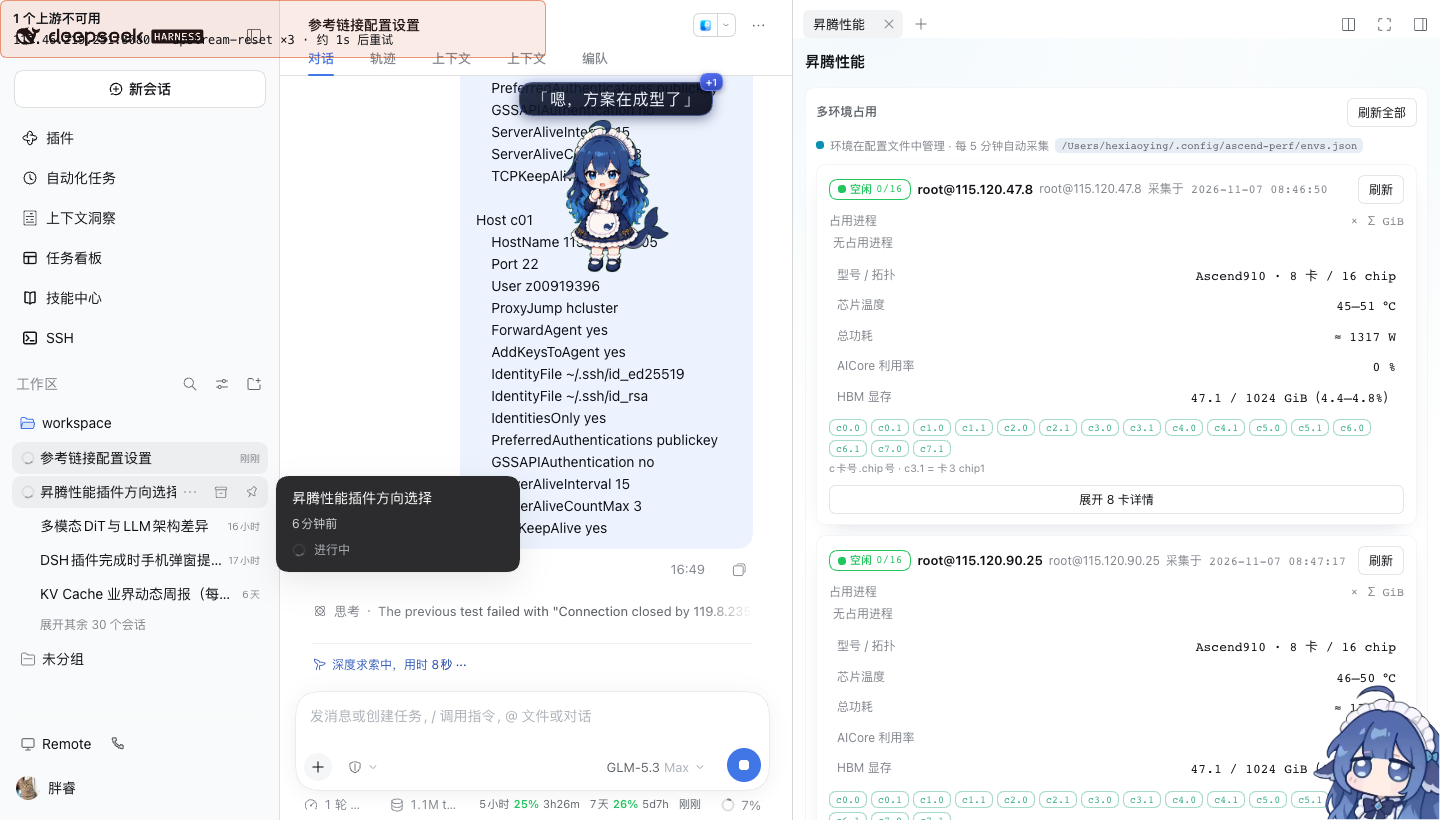 1 个上游不可用
deepseek HARNESS
stream-reset ×3 · 约 1s 后重试
新会话
插件
自动化任务
上下文洞察
任务看板
技能中心
SSH
工作区
workspace
参考链接配置设置 刚刚
昇腾性能插件方向选择 ···
多模态DiT与LLM架构差异 16小时
DSH插件完成时手机弹窗提... 17小时
KV Cache 业界动态周报（每... 6天
展开其余 30 个会话
未分组
Remote
胖睿
昇腾性能插件方向选择
6分钟前
进行中
参考链接配置设置
对话 轨迹 上下文 上下文 编队
PreferredAuthentications publickey
「嗯，方案在成型了」 +1
GSSAPIAuthentication no
ServerAliveInterval 15
ServerAliveC 3
TCPKeepAli
Host c01
HostName 11 05
Port 22
User z00919396
ProxyJump hcluster
ForwardAgent yes
AddKeysToAgent yes
IdentityFile ~/.ssh/id_ed25519
IdentityFile ~/.ssh/id_rsa
IdentitiesOnly yes
PreferredAuthentications publickey
GSSAPIAuthentication no
erAliveInterval 15
erAliveCountMax 3
KeepAlive yes
16:49
思考 · The previous test failed with "Connection closed by 119.8.235
深度求索中，用时 8秒 ···
发消息或创建任务, / 调用指令, @ 文件或对话
GLM-5.3 Max
1 轮 ... 1.1M t... 5小时 25% 3h26m 7天 26% 5d7h 刚刚 7%
昇腾性能
昇腾性能
多环境占用 刷新全部
环境在配置文件中管理 · 每 5 分钟自动采集 /Users/hexiaoying/.config/ascend-perf/envs.json
空闲 0/16 root@115.120.47.8 root@115.120.47.8 采集于 2026-11-07 08:46:50 刷新
占用进程 × Σ GiB
无占用进程
型号 / 拓扑 Ascend910 · 8 卡 / 16 chip
芯片温度 45–51 ℃
总功耗 ≈ 1317 W
AICore 利用率 0 %
HBM 显存 47.1 / 1024 GiB (4.4–4.8%)
c0.0 c0.1 c1.0 c1.1 c2.0 c2.1 c3.0 c3.1 c4.0 c4.1 c5.0 c5.1 c6.0
c6.1 c7.0 c7.1
c卡号.chip号 · c3.1 = 卡3 chip1
展开 8 卡详情
空闲 0/16 root@115.120.90.25 root@115.120.90.25 采集于 2026-11-07 08:47:17 刷新
占用进程 × Σ GiB
无占用进程
型号 / 拓扑 Ascend910 · 8 卡 / 16 chip
芯片温度 46–50 ℃
总功耗 ≈
AICore 利用率
HBM 显存 47.1 / 1024 GiB
c0.0 c0.1 c1.0 c1.1 c2.0 c2.1 c3.0 c3.1 c4.0 c4.1 c5.0 c5.1
c6.1 c7.0 c7.1